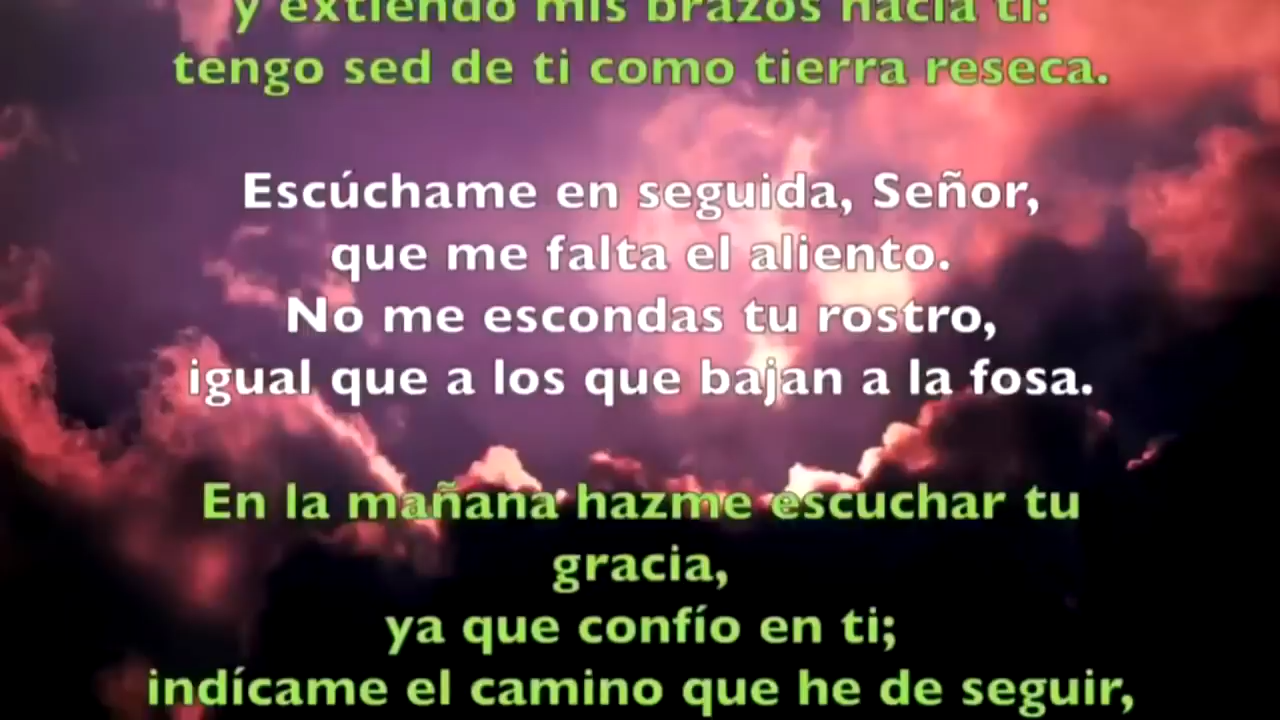 y extiendo mis brazos hacia ti:
tengo sed de ti como tierra reseca.
Escúchame en seguida, Señor,
que me falta el aliento.
No me escondas tu rostro,
igual que a los que bajan a la fosa.
En la mañana hazme escuchar tu
gracia,
ya que confío en ti;
indícame el camino que he de seguir,